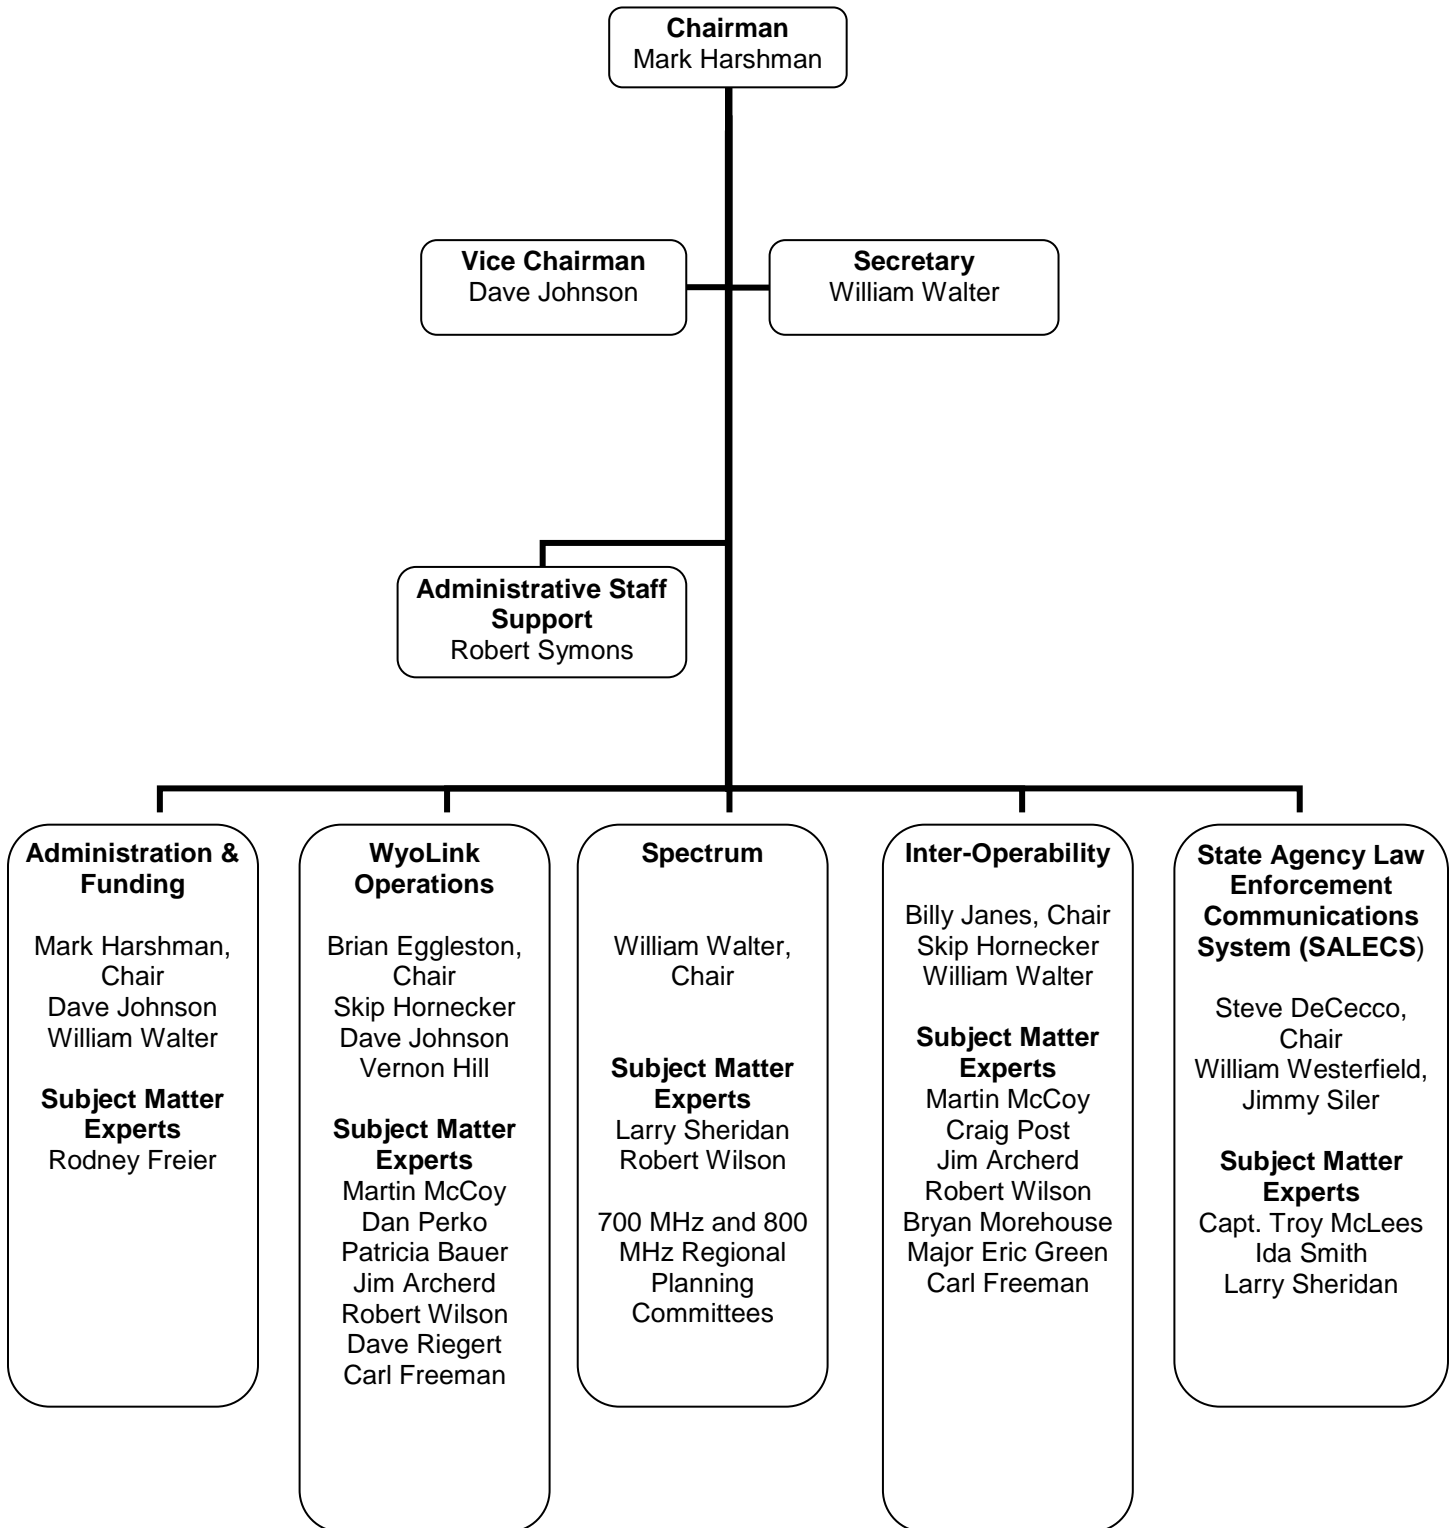 Chairman
Mark Harshman
Vice Chairman
Dave Johnson
Secretary
William Walter
Administrative Staff
Support
Robert Symons
Administration &
Funding
Mark Harshman,
Chair
Dave Johnson
William Walter
Subject Matter
Experts
Rodney Freier
WyoLink
Operations
Brian Eggleston,
Chair
Skip Hornecker
Dave Johnson
Vernon Hill
Subject Matter
Experts
Martin McCoy
Dan Perko
Patricia Bauer
Jim Archerd
Robert Wilson
Dave Riegert
Carl Freeman
Spectrum
William Walter,
Chair
Subject Matter
Experts
Larry Sheridan
Robert Wilson
700 MHz and 800
MHz Regional
Planning
Committees
Inter-Operability
Billy Janes, Chair
Skip Hornecker
William Walter
Subject Matter
Experts
Martin McCoy
Craig Post
Jim Archerd
Robert Wilson
Bryan Morehouse
Major Eric Green
Carl Freeman
State Agency Law
Enforcement
Communications
System (SALECS)
Steve DeCecco,
Chair
William Westerfield,
Jimmy Siler
Subject Matter
Experts
Capt. Troy McLees
Ida Smith
Larry Sheridan